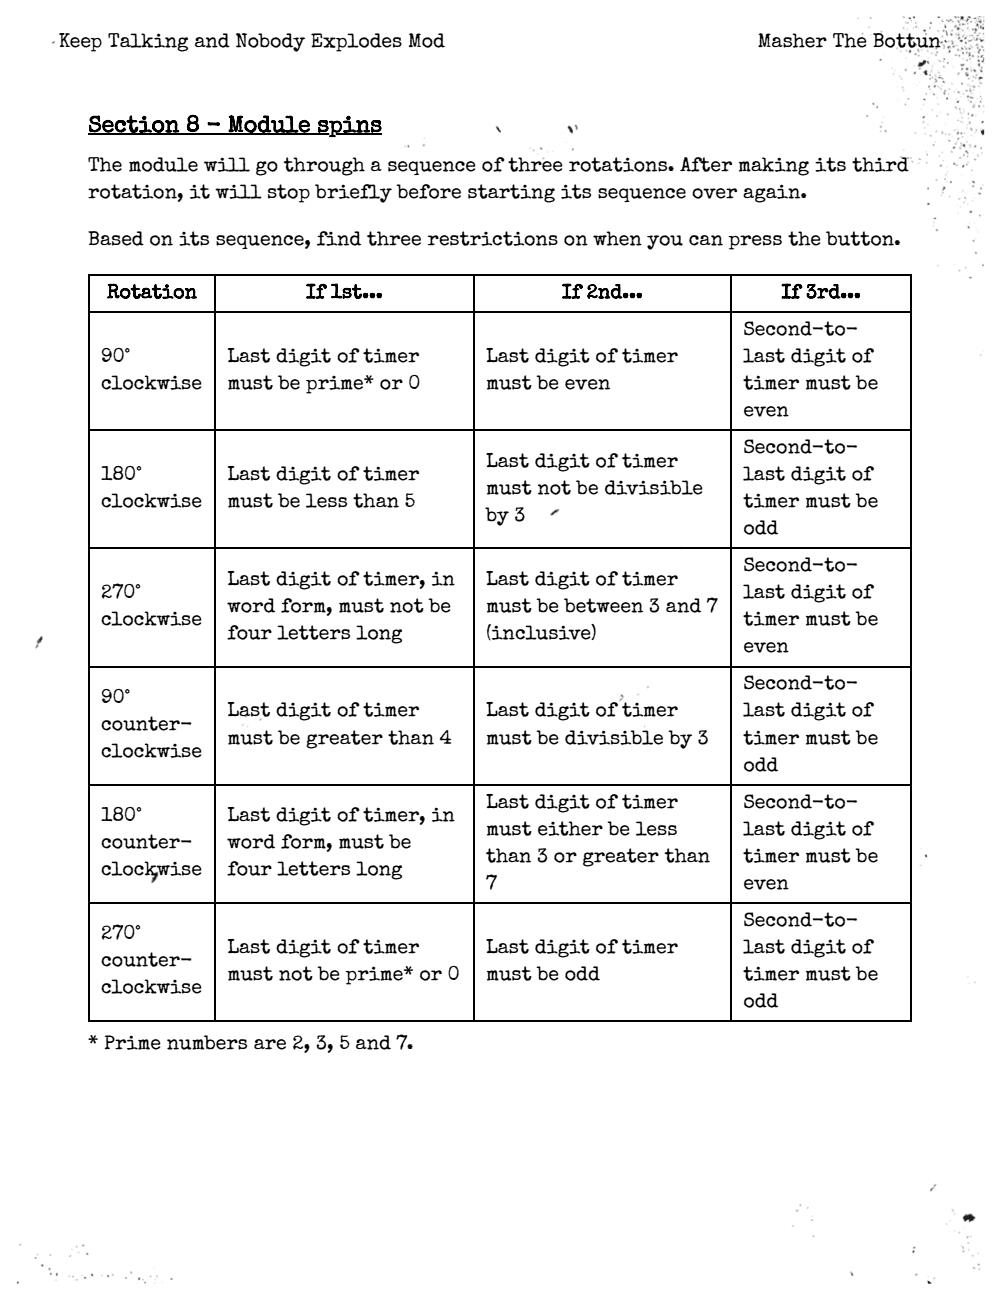 Keep Talking and Nobody Explodes Mod
Masher The Bottun
Section 8 – Module spins
The module will go through a sequence of three rotations. After making its third
rotation, it will stop briefly before starting its sequence over again.
Based on its sequence, find three restrictions on when you can press the button.
Rotation
If 1st...
If 2nd...
If 3rd...
90°
clockwise
Last digit of timer
must be prime* or 0
Last digit of timer
must be even
Second-to-
last digit of
timer must be
even
180°
clockwise
Last digit of timer
must be less than 5
Last digit of timer
must not be divisible
by 3
Second-to-
last digit of
timer must be
odd
270°
clockwise
Last digit of timer, in
word form, must not be
four letters long
Last digit of timer
must be between 3 and 7
(inclusive)
Second-to-
last digit of
timer must be
even
90°
counter-
clockwise
Last digit of timer
must be greater than 4
Last digit of timer
must be divisible by 3
Second-to-
last digit of
timer must be
odd
180°
counter-
clockwise
Last digit of timer, in
word form, must be
four letters long
Last digit of timer
must either be less
than 3 or greater than
7
Second-to-
last digit of
timer must be
even
270°
counter-
clockwise
Last digit of timer
must not be prime* or 0
Last digit of timer
must be odd
Second-to-
last digit of
timer must be
odd
* Prime numbers are 2, 3, 5 and 7.